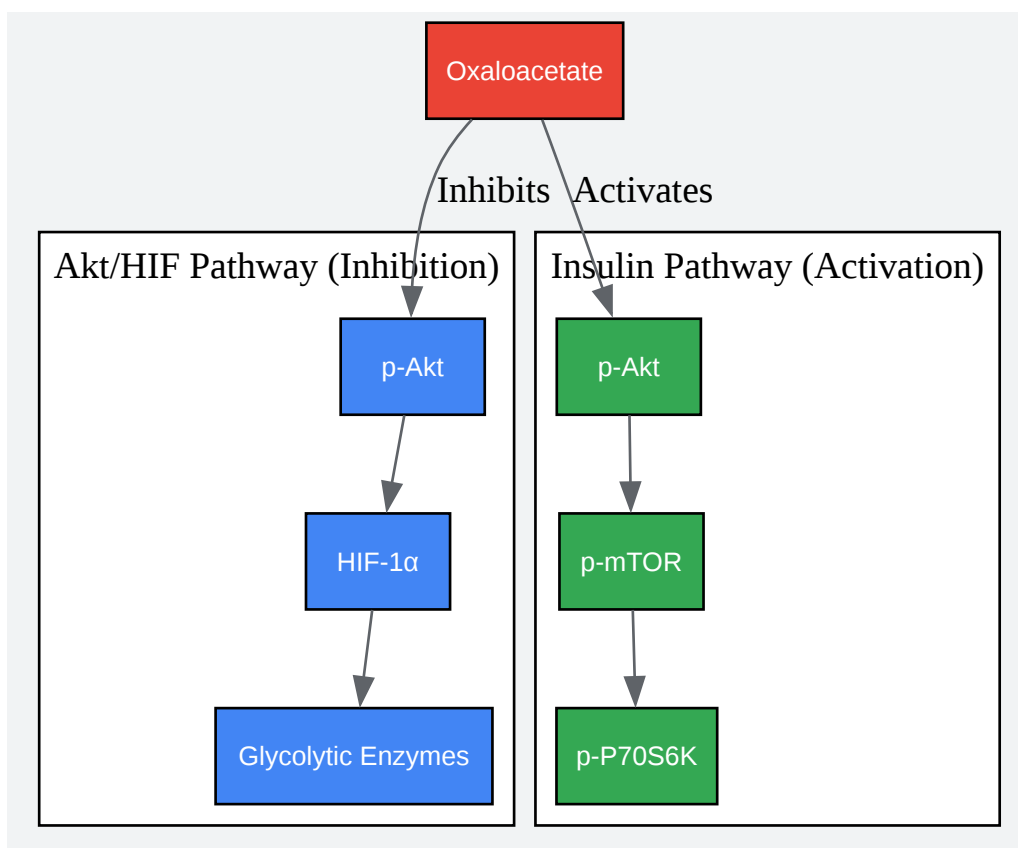 Oxaloacetate
Inhibits
Activates
Akt/HIF Pathway (Inhibition)
p-Akt
HIF-1α
Glycolytic Enzymes
Insulin Pathway (Activation)
p-Akt
p-mTOR
p-P70S6K